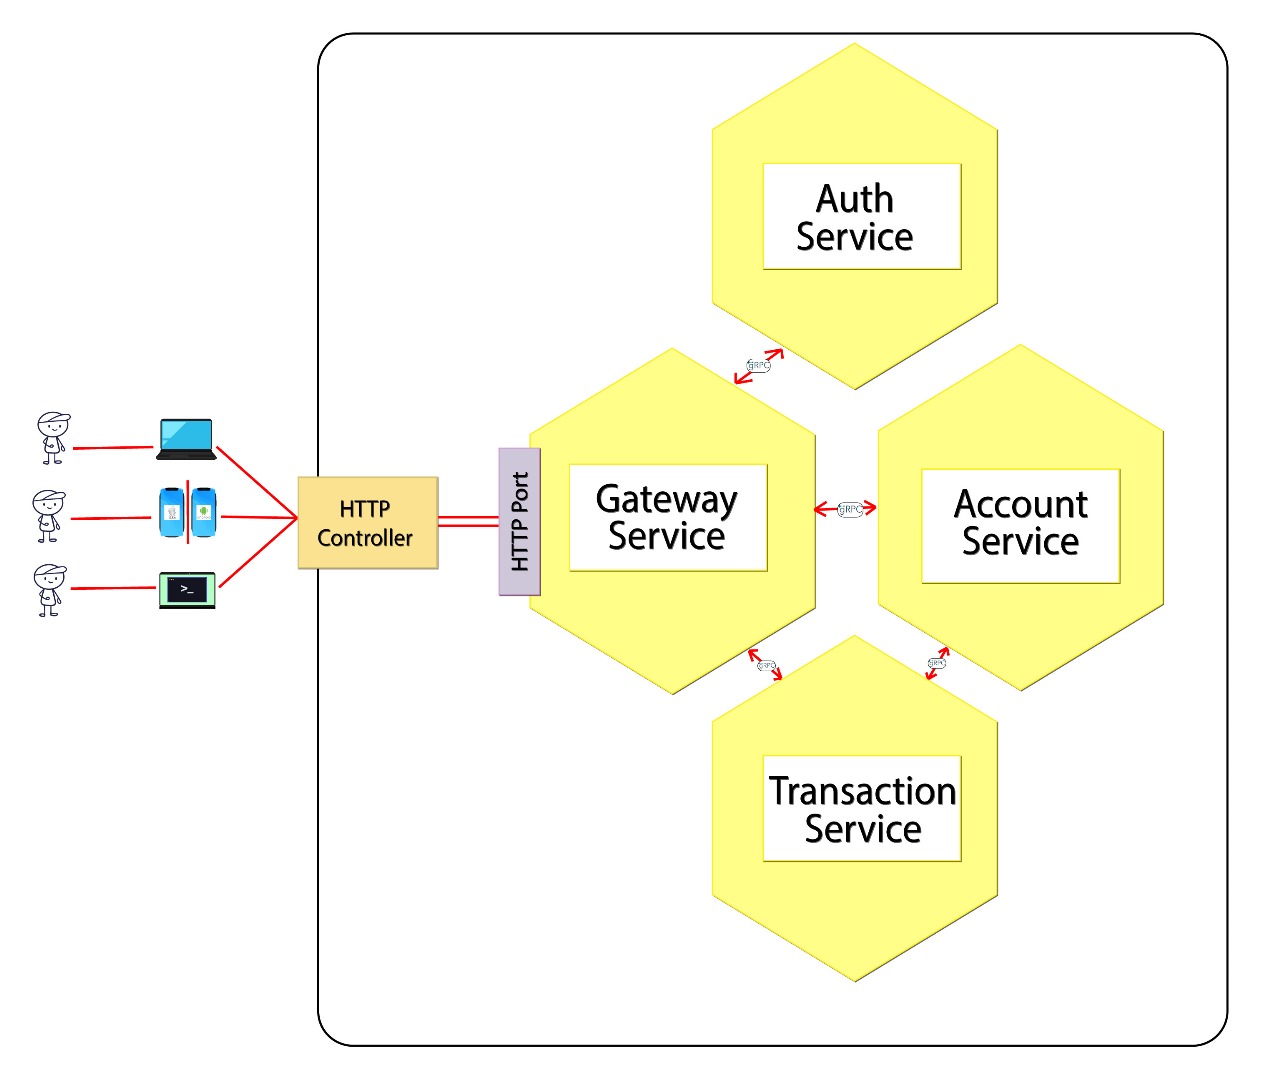 Auth
Service
gRPC
Gateway
Service
HTTP Port
HTTP
Controller
gRPC
Account
Service
>_
gRPC
gRPC
Transaction
Service